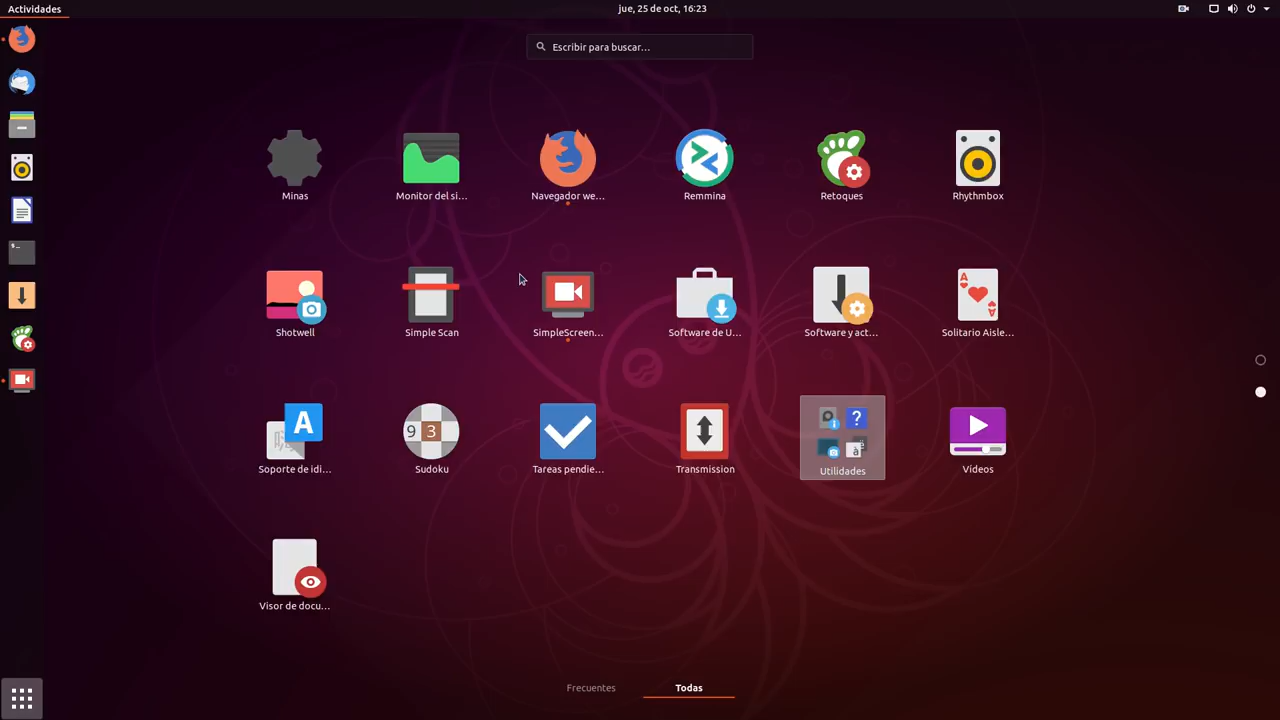 Actividades
jue, 25 de oct, 16:23
Escribir para buscar...
Minas
Monitor del si...
Navegador we...
Remmina
Retoques
Rhythmbox
Shotwell
Simple Scan
SimpleScreen...
Software de U...
Software y act...
Solitario Aisle...
Soporte de idi...
Sudoku
Tareas pendie...
Transmission
Utilidades
Vídeos
Visor de docu...
Frecuentes
Todas